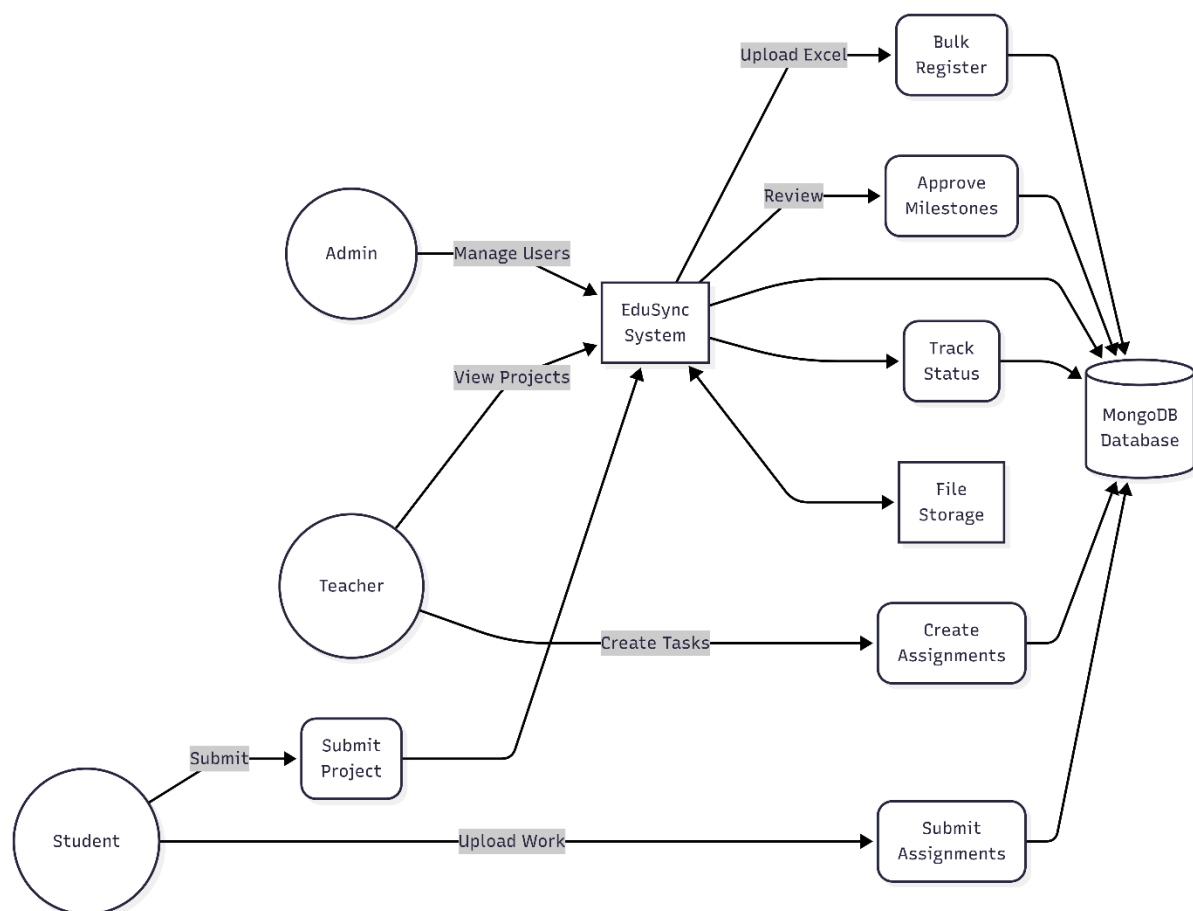 Upload Excel
Bulk
Register
Review
Approve
Milestones
Admin
Manage Users
EduSync
System
View Projects
Track
Status
MongoDB
Database
File
Storage
Teacher
Create Tasks
Create
Assignments
Submit
Submit
Project
Student
Upload Work
Submit
Assignments